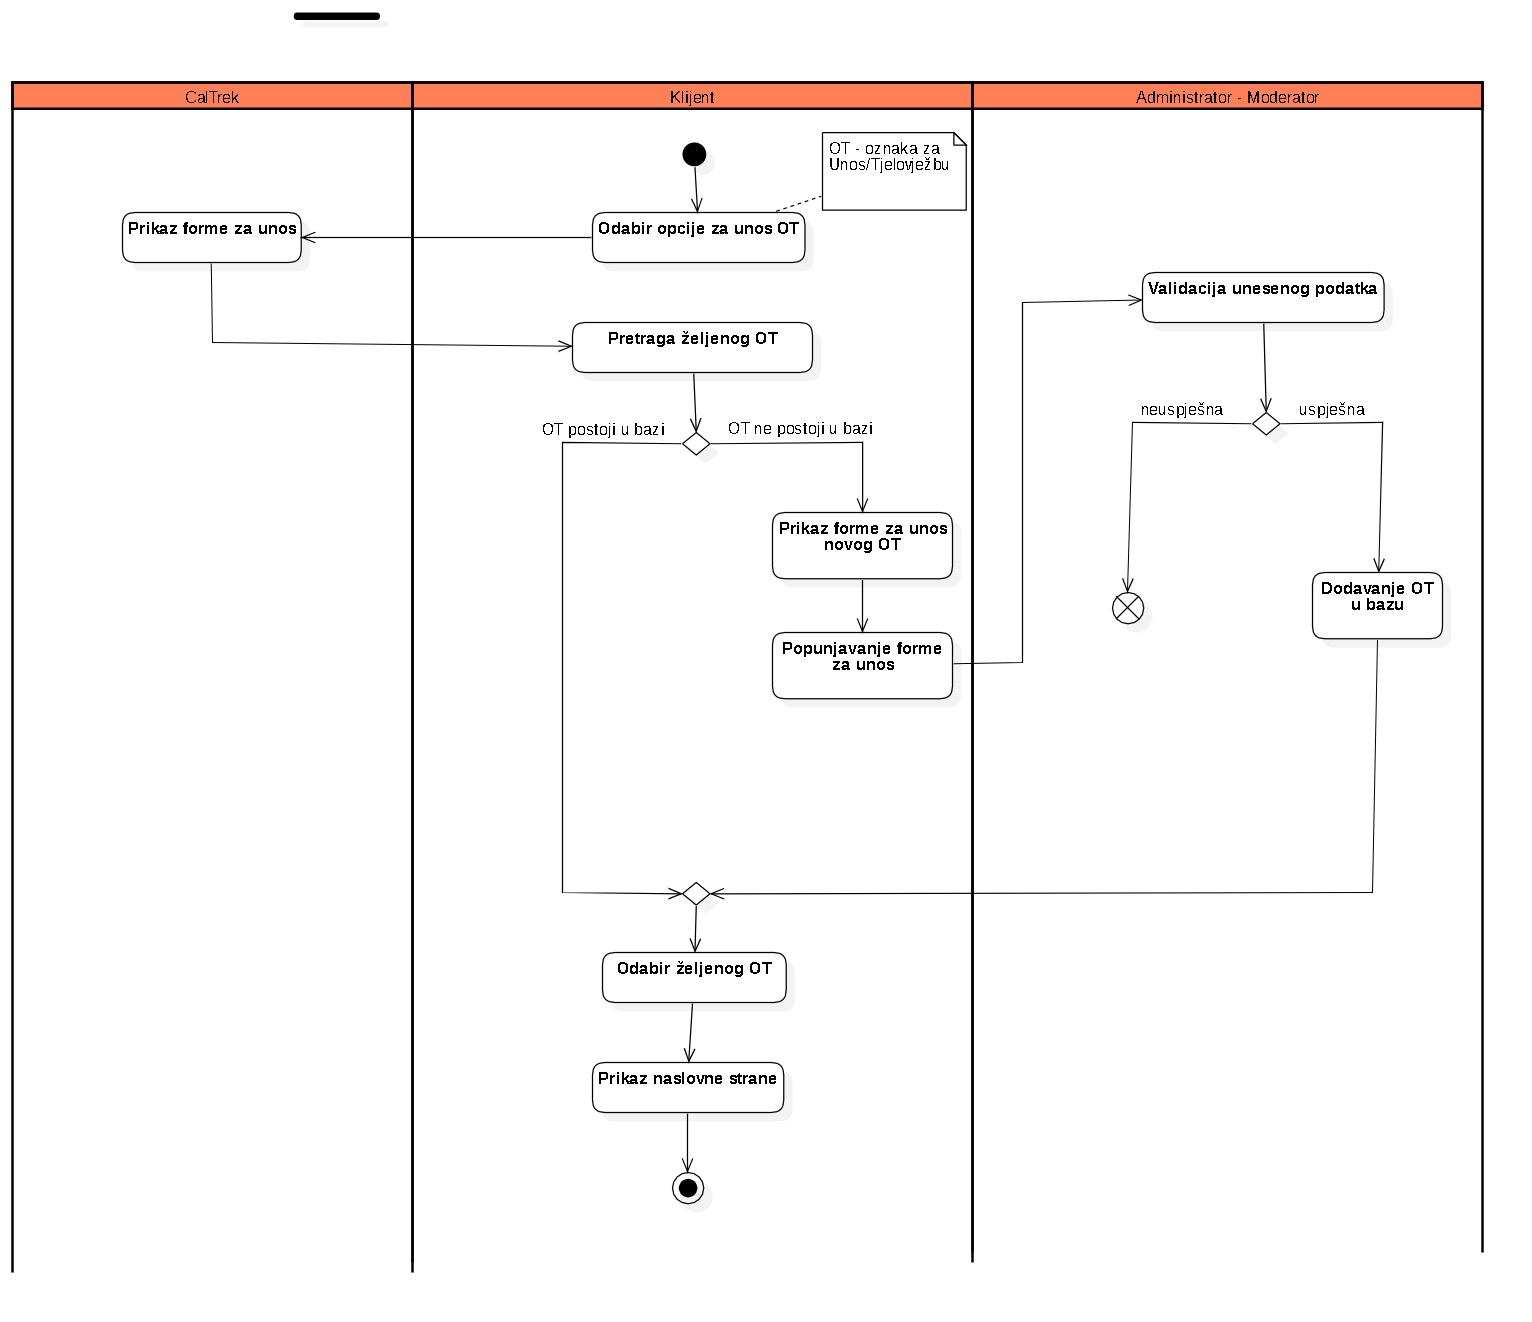 CalTrek
Klijent
Administrator - Moderator
OT - oznaka za
Unos/Tjelovježbu
Prikaz forme za unos
Odabir opcije za unos OT
Validacija unesenog podatka
Pretraga željenog OT
neuspješna
uspješna
OT postoji u bazi
OT ne postoji u bazi
Prikaz forme za unos
novog OT
Dodavanje OT
u bazu
Popunjavanje forme
za unos
Odabir željenog OT
Prikaz naslovne strane